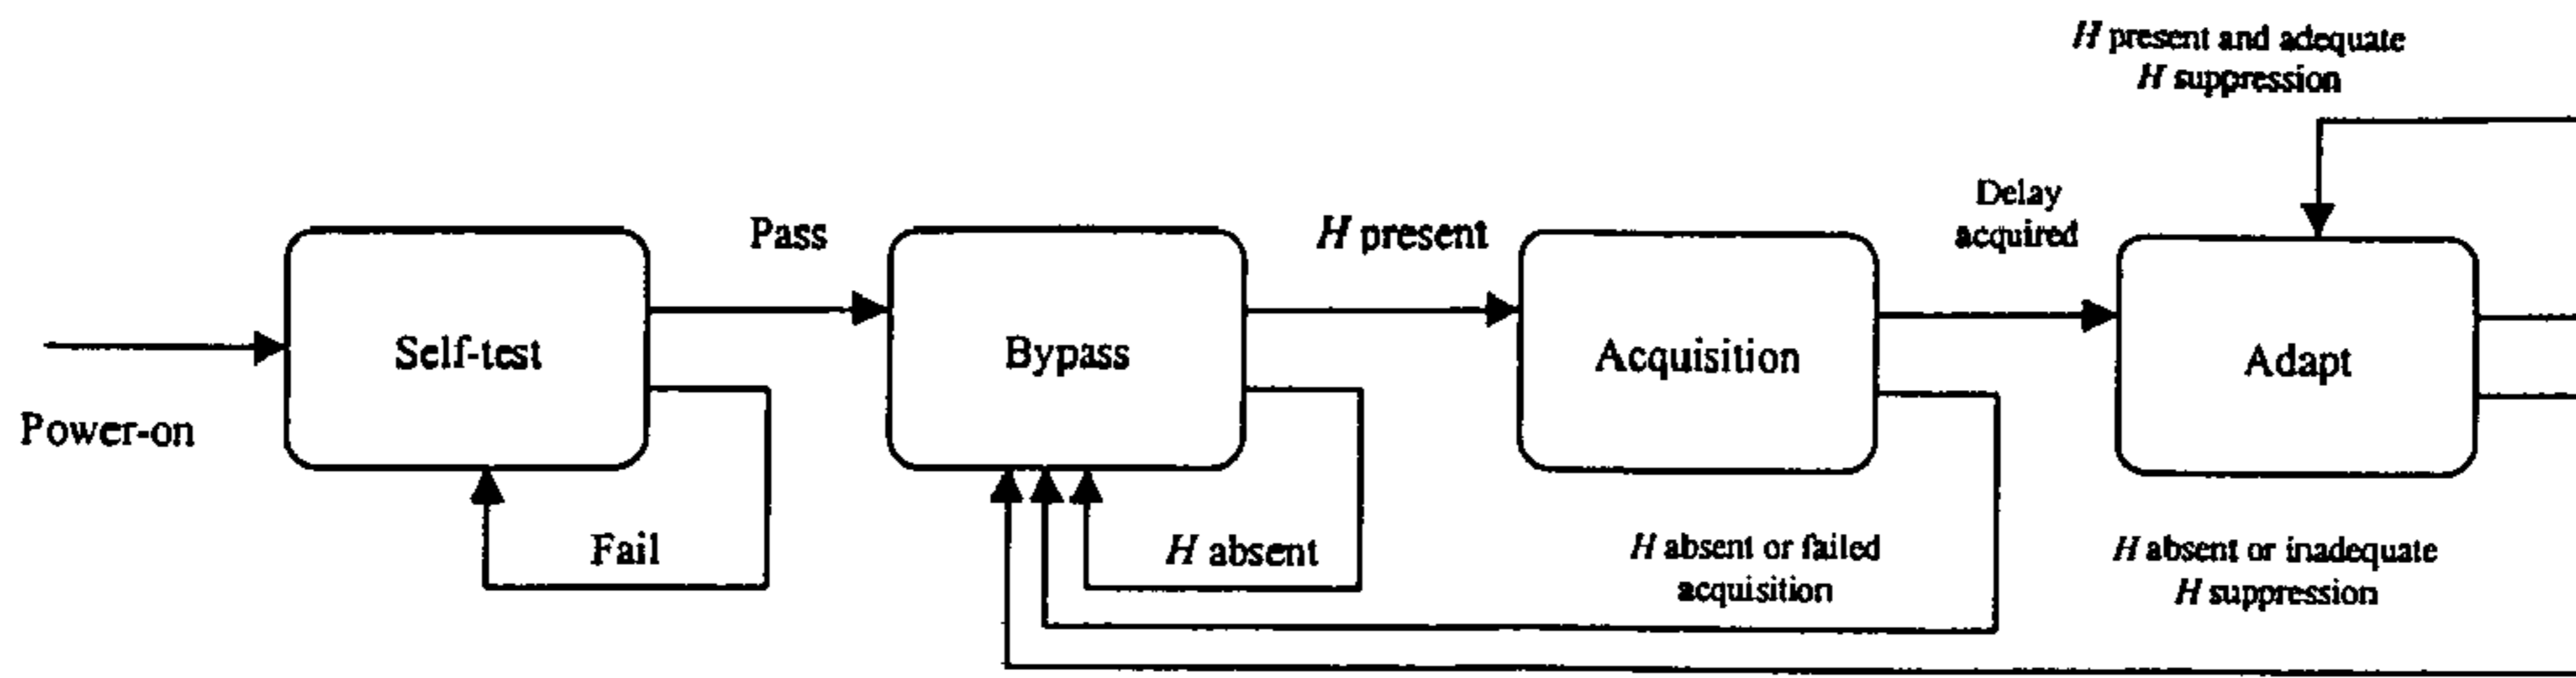 H present and adequate
H suppression
Delay
acquired
Pass
H present
Self-test
Bypass
Acquisition
Adapt
Power-on
Fail
H absent
H absent or failed
acquisition
H absent or inadequate
H suppression